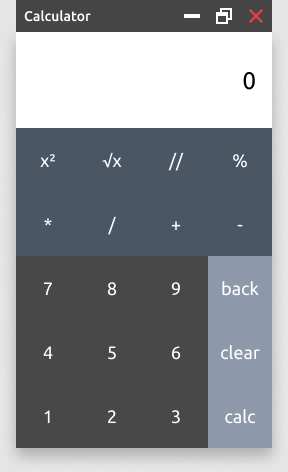 Calculator
0
x² √x // %
* / + -
7 8 9 back
4 5 6 clear
1 2 3 calc